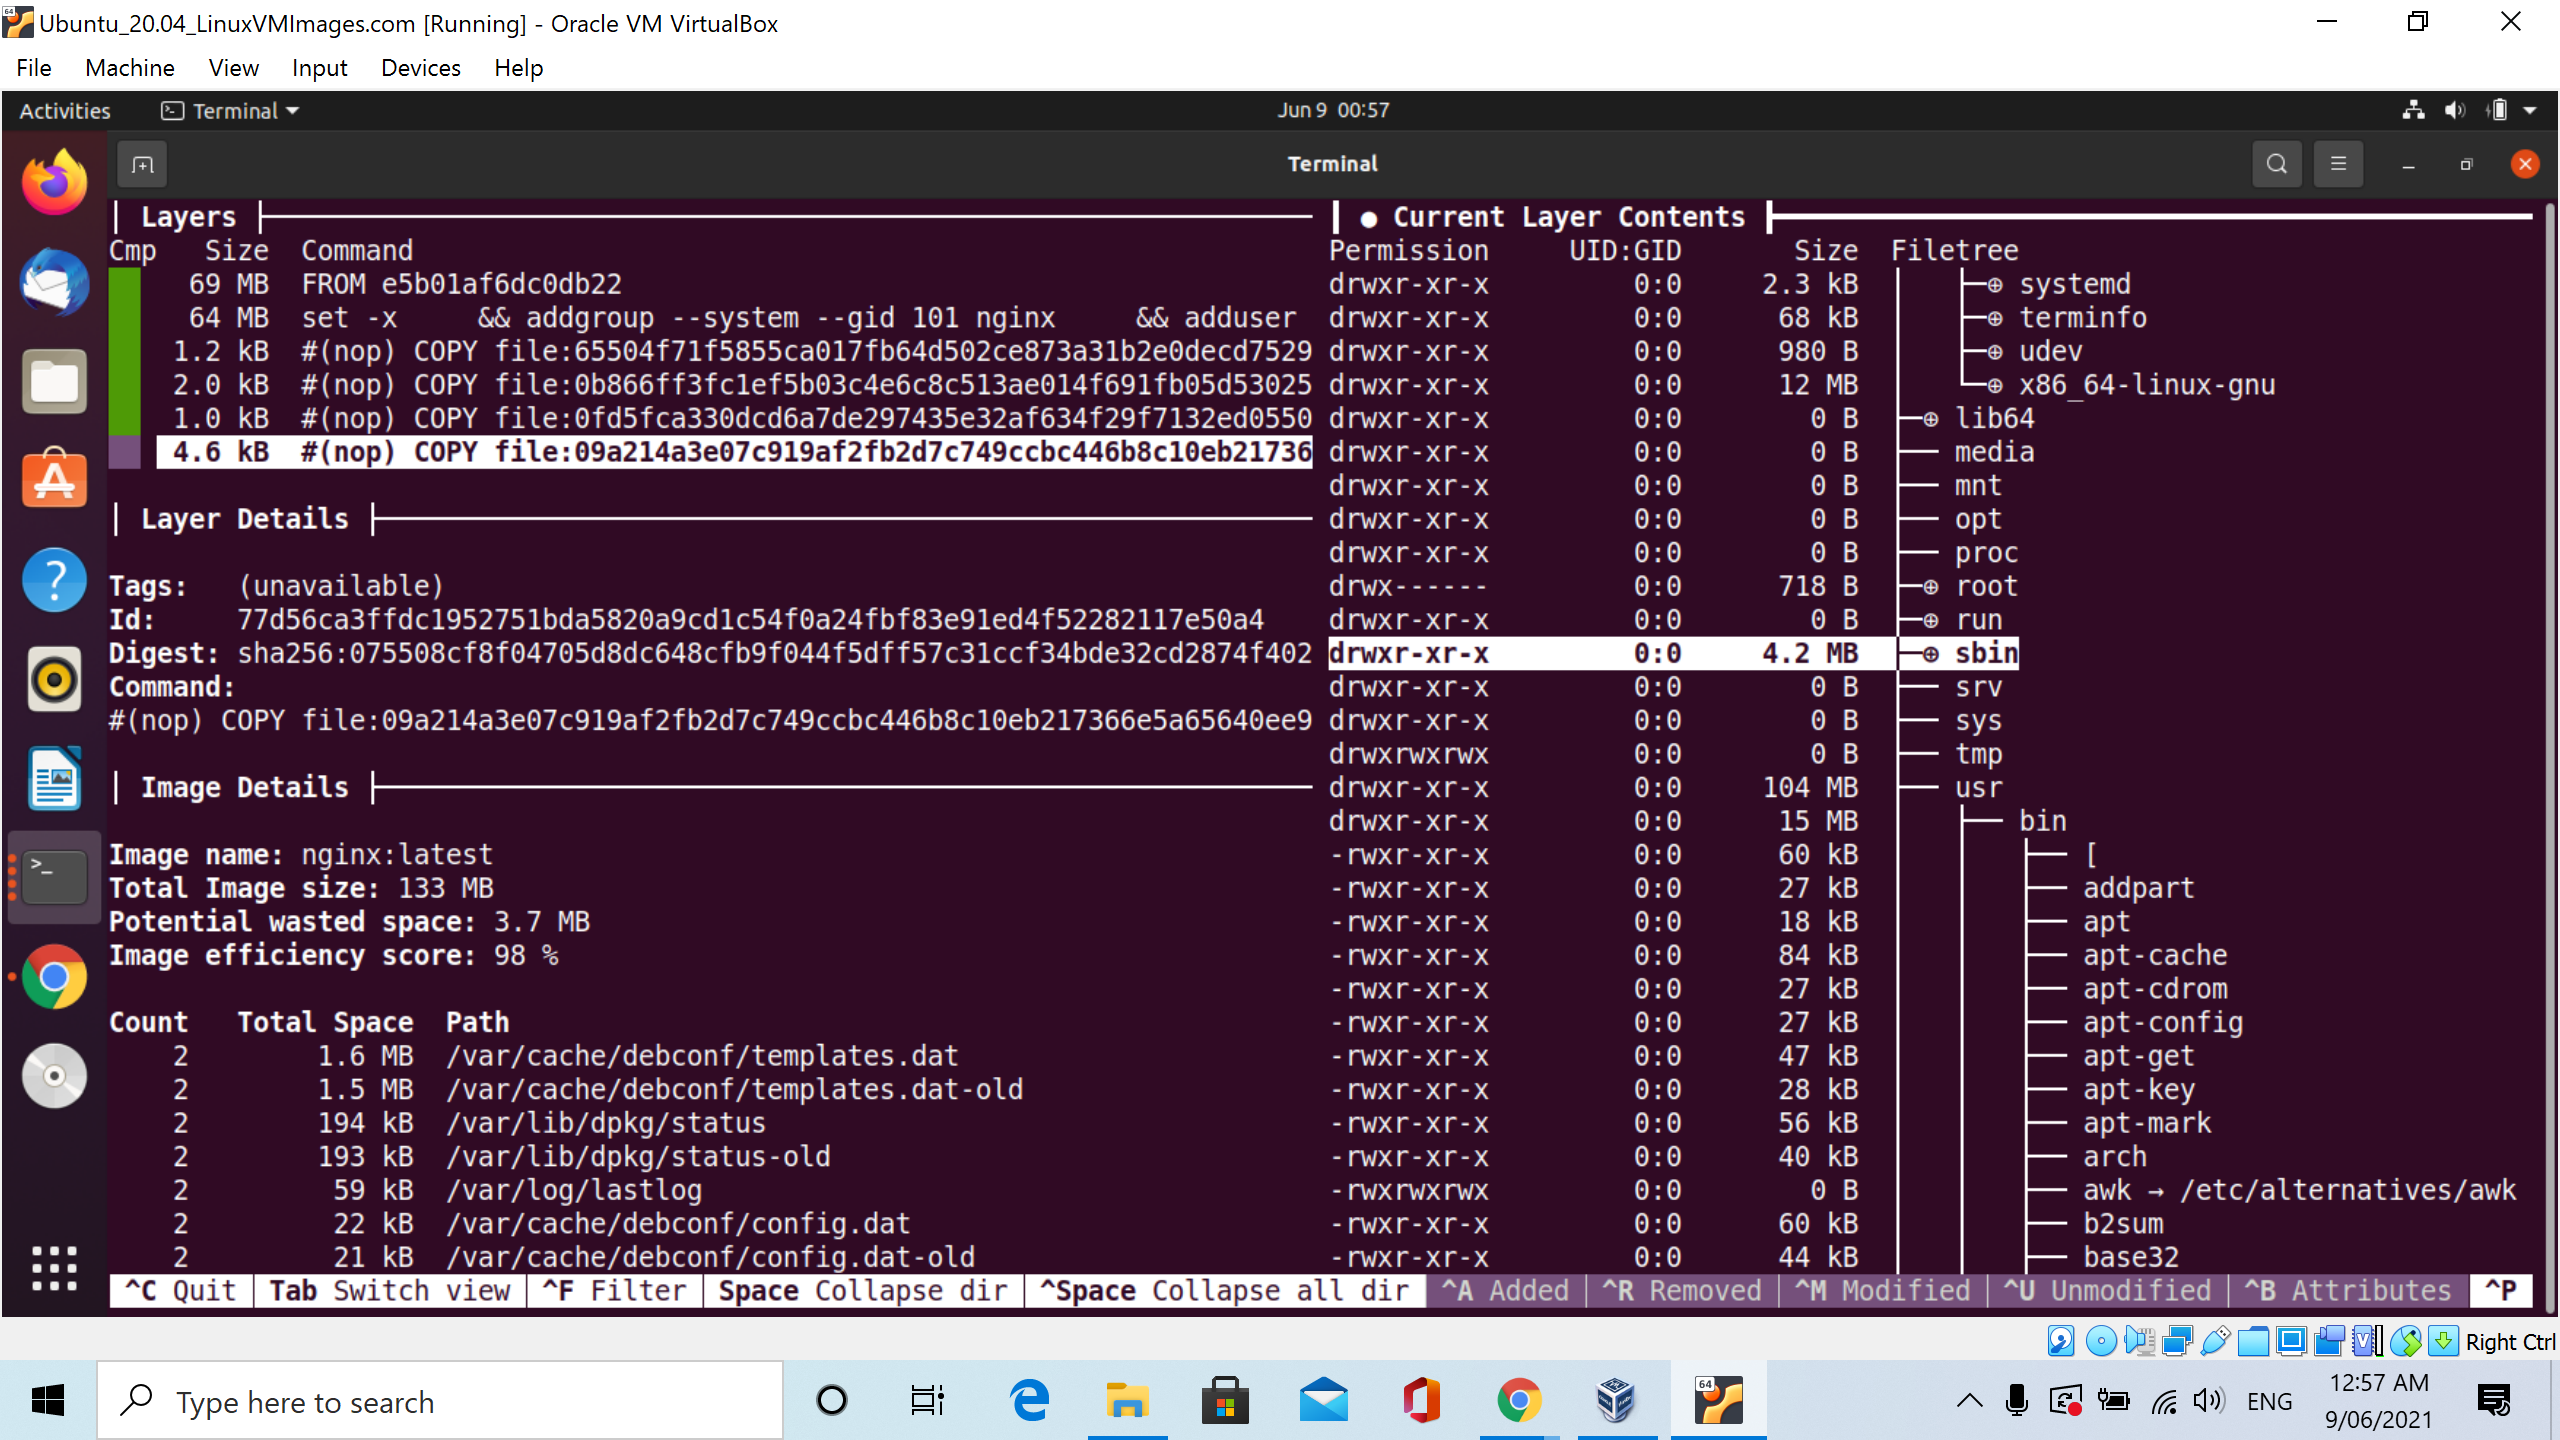 Ubuntu_20.04_LinuxVMImages.com [Running] - Oracle VM VirtualBox
File Machine View Input Devices Help
Activities Terminal Jun 9 00:57
Terminal
Layers
Cmp Size Command
69 MB FROM e5b01af6dc0db22
64 MB set -x && addgroup --system --gid 101 nginx && adduser
1.2 kB #(nop) COPY file:65504f71f5855ca017fb64d502ce873a31b2e0decd7529
2.0 kB #(nop) COPY file:0b866ff3fc1ef5b03c4e6c8c513ae014f691fb05d53025
1.0 kB #(nop) COPY file:0fd5fca330dcd6a7de297435e32af634f29f7132ed0550
4.6 kB #(nop) COPY file:09a214a3e07c919af2fb2d7c749ccbc446b8c10eb21736
Layer Details
Tags: (unavailable)
Id: 77d56ca3ffdc1952751bda5820a9cd1c54f0a24fbf83e91ed4f52282117e50a4
Digest: sha256:075508cf8f04705d8dc648cfb9f044f5dff57c31ccf34bde32cd2874f402
Command:
#(nop) COPY file:09a214a3e07c919af2fb2d7c749ccbc446b8c10eb217366e5a65640ee9
Image Details
Image name: nginx:latest
Total Image size: 133 MB
Potential wasted space: 3.7 MB
Image efficiency score: 98 %
Count Total Space Path
2 1.6 MB /var/cache/debconf/templates.dat
2 1.5 MB /var/cache/debconf/templates.dat-old
2 194 kB /var/lib/dpkg/status
2 193 kB /var/lib/dpkg/status-old
2 59 kB /var/log/lastlog
2 22 kB /var/cache/debconf/config.dat
2 21 kB /var/cache/debconf/config.dat-old
● Current Layer Contents
Permission UID:GID Size Filetree
drwxr-xr-x 0:0 2.3 kB ├─⊕ systemd
drwxr-xr-x 0:0 68 kB ├─⊕ terminfo
drwxr-xr-x 0:0 980 B ├─⊕ udev
drwxr-xr-x 0:0 12 MB └─⊕ x86_64-linux-gnu
drwxr-xr-x 0:0 0 B ├─⊕ lib64
drwxr-xr-x 0:0 0 B ├── media
drwxr-xr-x 0:0 0 B ├── mnt
drwxr-xr-x 0:0 0 B ├── opt
drwxr-xr-x 0:0 0 B ├── proc
drwx------ 0:0 718 B ├─⊕ root
drwxr-xr-x 0:0 0 B ├─⊕ run
drwxr-xr-x 0:0 4.2 MB ├─⊕ sbin
drwxr-xr-x 0:0 0 B ├── srv
drwxr-xr-x 0:0 0 B ├── sys
drwxrwxrwx 0:0 0 B ├── tmp
drwxr-xr-x 0:0 104 MB ├── usr
drwxr-xr-x 0:0 15 MB │ ├── bin
-rwxr-xr-x 0:0 60 kB │ │ ├── [
-rwxr-xr-x 0:0 27 kB │ │ ├── addpart
-rwxr-xr-x 0:0 18 kB │ │ ├── apt
-rwxr-xr-x 0:0 84 kB │ │ ├── apt-cache
-rwxr-xr-x 0:0 27 kB │ │ ├── apt-cdrom
-rwxr-xr-x 0:0 27 kB │ │ ├── apt-config
-rwxr-xr-x 0:0 47 kB │ │ ├── apt-get
-rwxr-xr-x 0:0 28 kB │ │ ├── apt-key
-rwxr-xr-x 0:0 56 kB │ │ ├── apt-mark
-rwxr-xr-x 0:0 40 kB │ │ ├── arch
-rwxrwxrwx 0:0 0 B │ │ ├── awk → /etc/alternatives/awk
-rwxr-xr-x 0:0 60 kB │ │ ├── b2sum
-rwxr-xr-x 0:0 44 kB │ │ ├── base32
^C Quit Tab Switch view ^F Filter Space Collapse dir ^Space Collapse all dir ^A Added ^R Removed ^M Modified ^U Unmodified ^B Attributes ^P
Right Ctrl
Type here to search
64
ENG
12:57 AM
9/06/2021